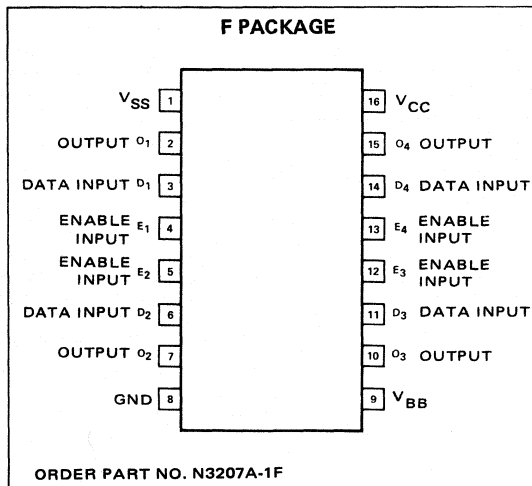 F PACKAGE
VSS 1
16 VCC
OUTPUT O1 2
15 O4 OUTPUT
DATA INPUT D1 3
14 D4 DATA INPUT
ENABLE INPUT E1 4
13 E4 ENABLE INPUT
ENABLE INPUT E2 5
12 E3 ENABLE INPUT
DATA INPUT D2 6
11 D3 DATA INPUT
OUTPUT O2 7
10 O3 OUTPUT
GND 8
9 VBB
ORDER PART NO. N3207A-1F